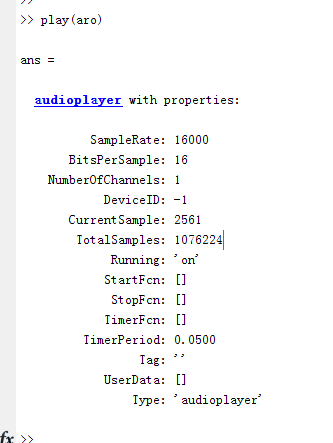 >>
>> play(aro)
ans =
audioplayer with properties:
SampleRate: 16000
BitsPerSample: 16
NumberOfChannels: 1
DeviceID: -1
CurrentSample: 2561
TotalSamples: 1076224
Running: 'on'
StartFcn: []
StopFcn: []
TimerFcn: []
TimerPeriod: 0.0500
Tag: ''
UserData: []
Type: 'audioplayer'
fx >>